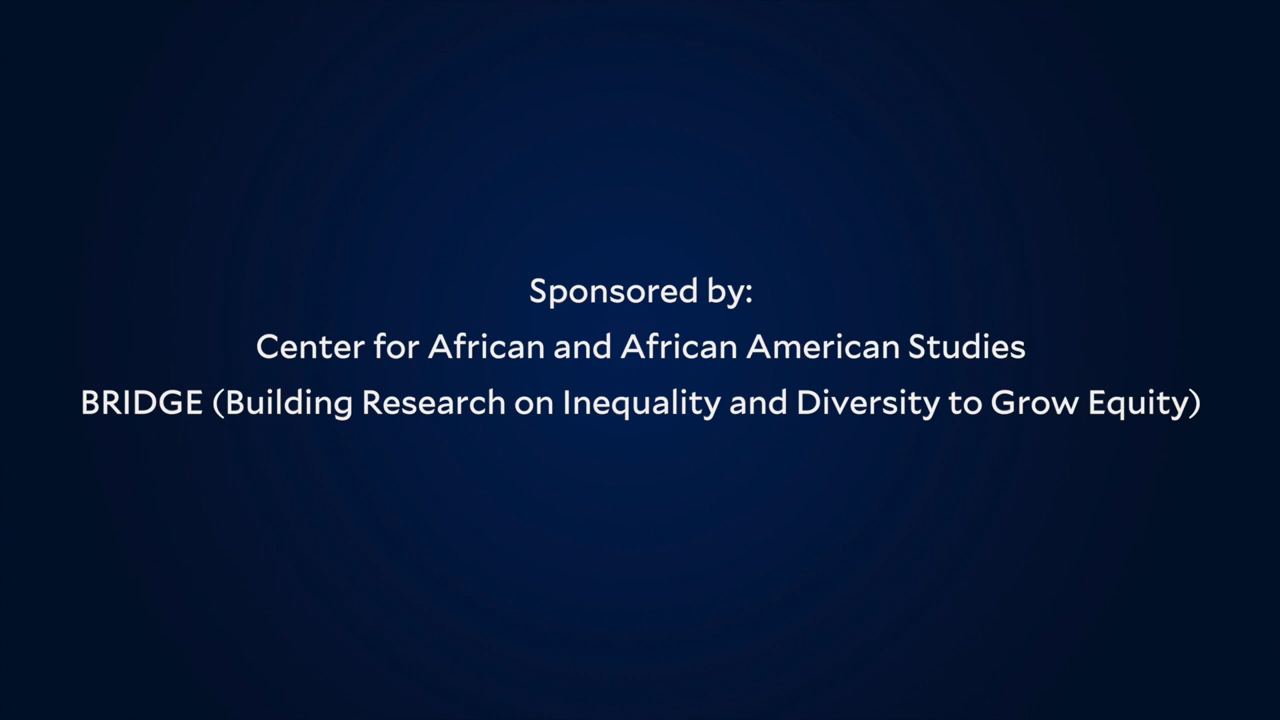 Sponsored by:
Center for African and African American Studies
BRIDGE (Building Research on Inequality and Diversity to Grow Equity)